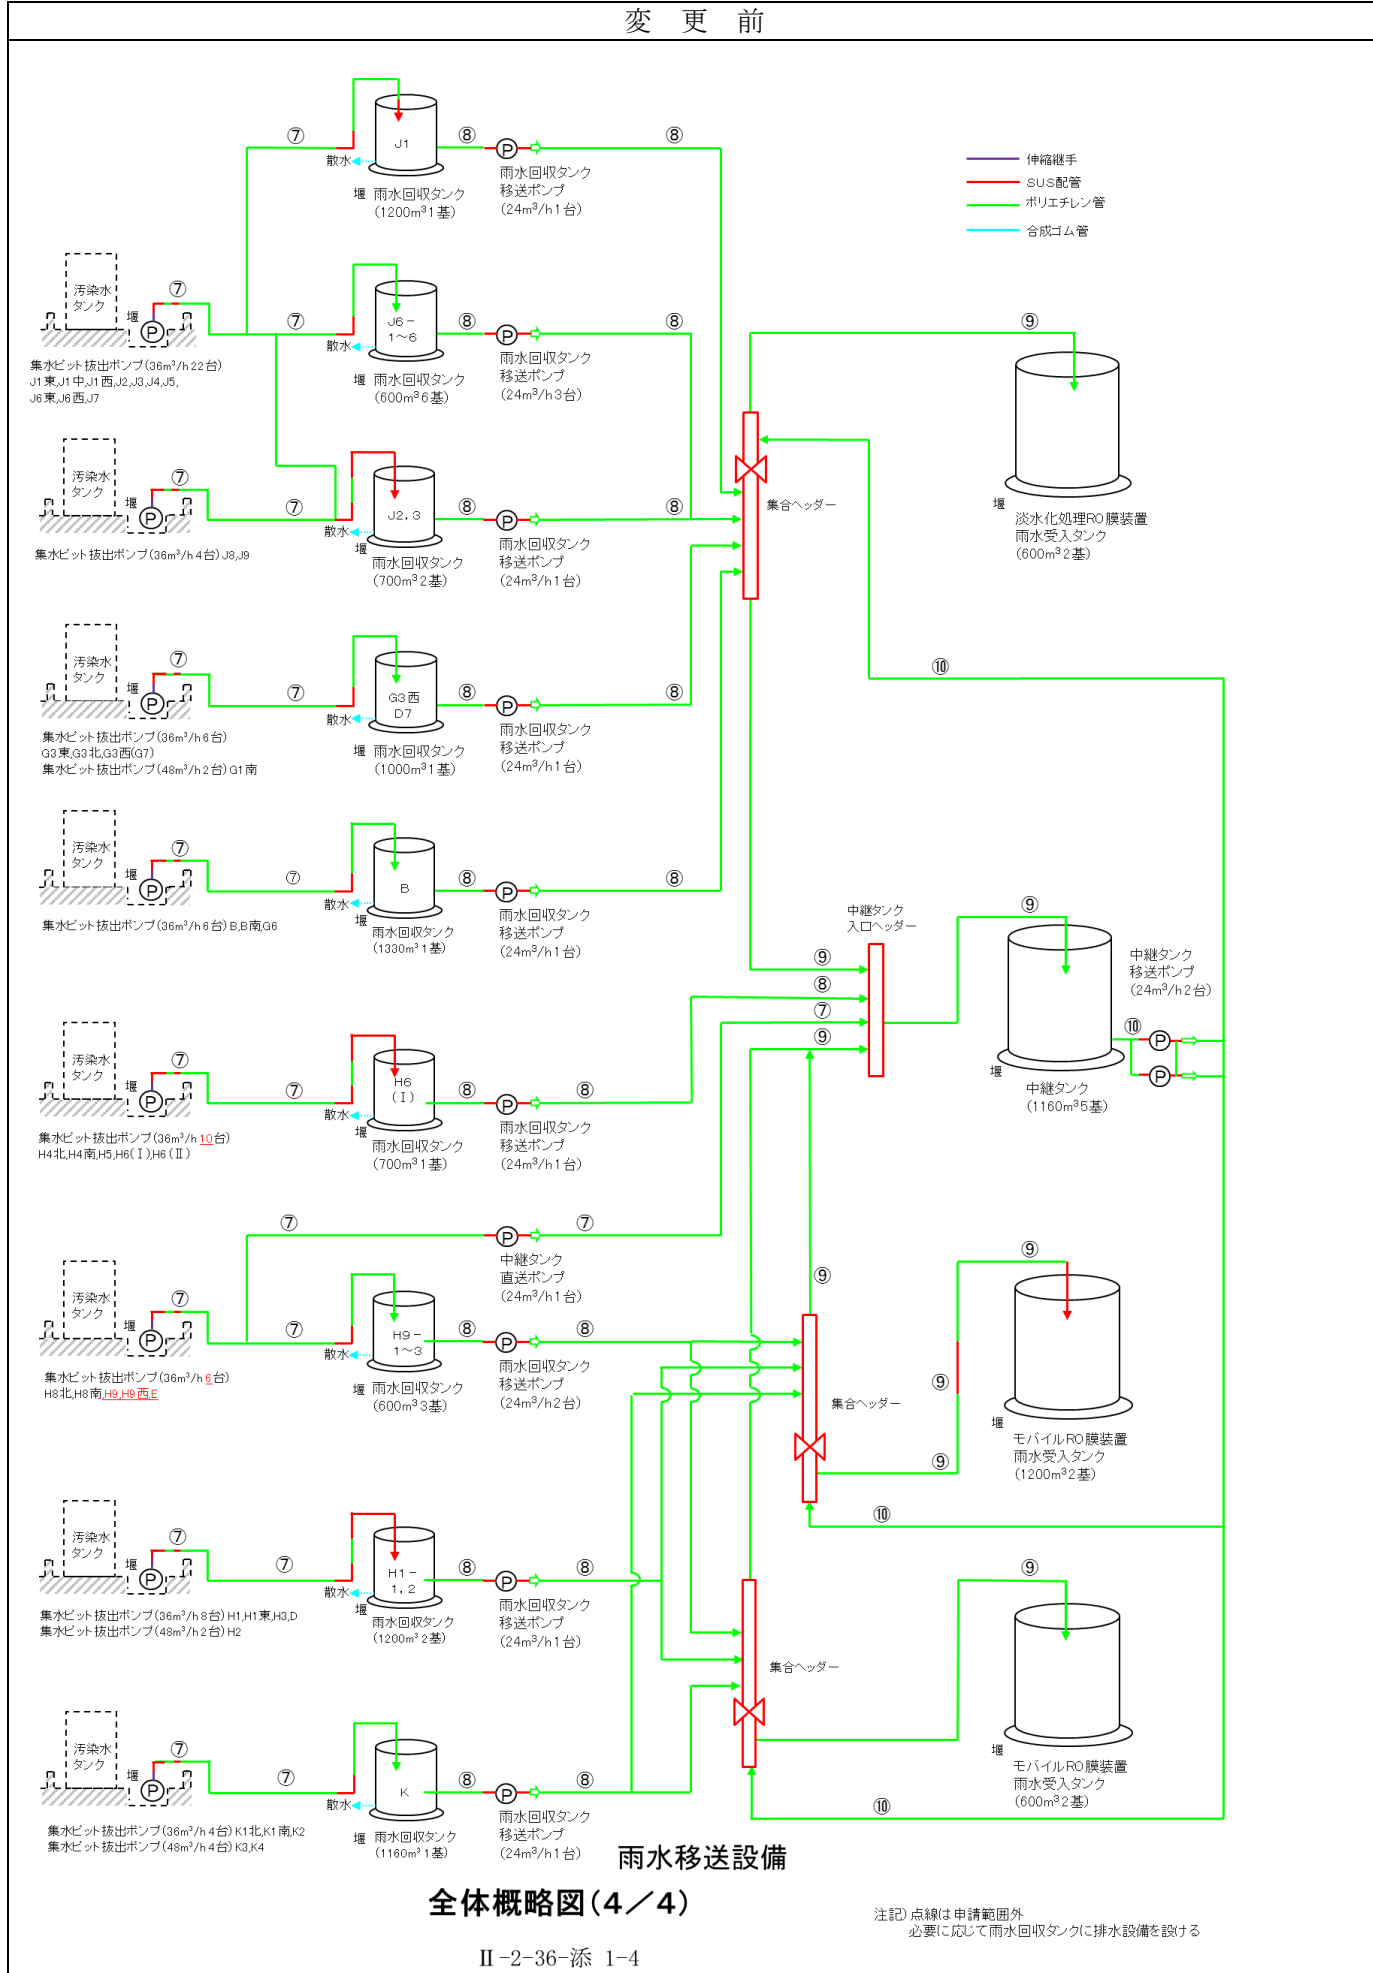 変 更 前
⑦
J1
⑧
P
⑧
散水
堰
雨水回収タンク
(1200m³1基)
雨水回収タンク
移送ポンプ
(24m³/h1台)
伸縮継手
SUS配管
ポリエチレン管
合成ゴム管
汚染水
タンク
堰
P
⑦
集水ピット抜出ポンプ(36m³/h22台)
J1東,J1中,J1西,J2,J3,J4,J5,
J6東,J6西,J7
⑦
J6-
1~6
⑧
P
⑧
散水
堰
雨水回収タンク
(600m³6基)
雨水回収タンク
移送ポンプ
(24m³/h3台)
⑨
堰
淡水化処理RO膜装置
雨水受入タンク
(600m³2基)
集合ヘッダー
汚染水
タンク
堰
P
⑦
集水ピット抜出ポンプ(36m³/h4台)J8,J9
⑦
J2,3
⑧
P
⑧
散水
堰
雨水回収タンク
(700m³2基)
雨水回収タンク
移送ポンプ
(24m³/h1台)
汚染水
タンク
堰
P
⑦
集水ピット抜出ポンプ(36m³/h6台)
G3東,G3北,G3西(G7)
集水ピット抜出ポンプ(48m³/h2台)G1南
⑦
G3西
D7
⑧
P
⑧
散水
堰
雨水回収タンク
(1000m³1基)
雨水回収タンク
移送ポンプ
(24m³/h1台)
⑩
汚染水
タンク
堰
P
⑦
集水ピット抜出ポンプ(36m³/h6台)B,B南,G6
⑦
B
⑧
P
⑧
散水
堰
雨水回収タンク
(1330m³1基)
雨水回収タンク
移送ポンプ
(24m³/h1台)
中継タンク
入口ヘッダー
⑨
⑧
⑦
⑨
⑨
堰
中継タンク
(1160m³5基)
中継タンク
移送ポンプ
(24m³/h2台)
⑩
P
P
汚染水
タンク
堰
P
⑦
集水ピット抜出ポンプ(36m³/h10台)
H4北,H4南,H5,H6(Ⅰ),H6(Ⅱ)
⑦
H6
(Ⅰ)
⑧
P
⑧
散水
堰
雨水回収タンク
(700m³1基)
雨水回収タンク
移送ポンプ
(24m³/h1台)
⑦
P
⑦
中継タンク
直送ポンプ
(24m³/h1台)
汚染水
タンク
堰
P
⑦
集水ピット抜出ポンプ(36m³/h6台)
H8北,H8南,H9,H9西,E
⑦
H9-
1~3
⑧
P
⑧
散水
堰
雨水回収タンク
(600m³3基)
雨水回収タンク
移送ポンプ
(24m³/h2台)
⑨
集合ヘッダー
⑨
⑨
⑨
堰
モバイルRO膜装置
雨水受入タンク
(1200m³2基)
⑩
汚染水
タンク
堰
P
⑦
集水ピット抜出ポンプ(36m³/h8台)H1,H1東,H3,D
集水ピット抜出ポンプ(48m³/h2台)H2
⑦
H1-
1,2
⑧
P
⑧
散水
堰
雨水回収タンク
(1200m³2基)
雨水回収タンク
移送ポンプ
(24m³/h1台)
集合ヘッダー
⑨
堰
モバイルRO膜装置
雨水受入タンク
(600m³2基)
⑩
汚染水
タンク
堰
P
⑦
集水ピット抜出ポンプ(36m³/h4台)K1北,K1南,K2
集水ピット抜出ポンプ(48m³/h4台)K3,K4
⑦
K
⑧
P
⑧
散水
堰
雨水回収タンク
(1160m³1基)
雨水回収タンク
移送ポンプ
(24m³/h1台)
雨水移送設備
全体概略図(4/4)
注記)点線は申請範囲外
必要に応じて雨水回収タンクに排水設備を設ける
Ⅱ-2-36-添 1-4